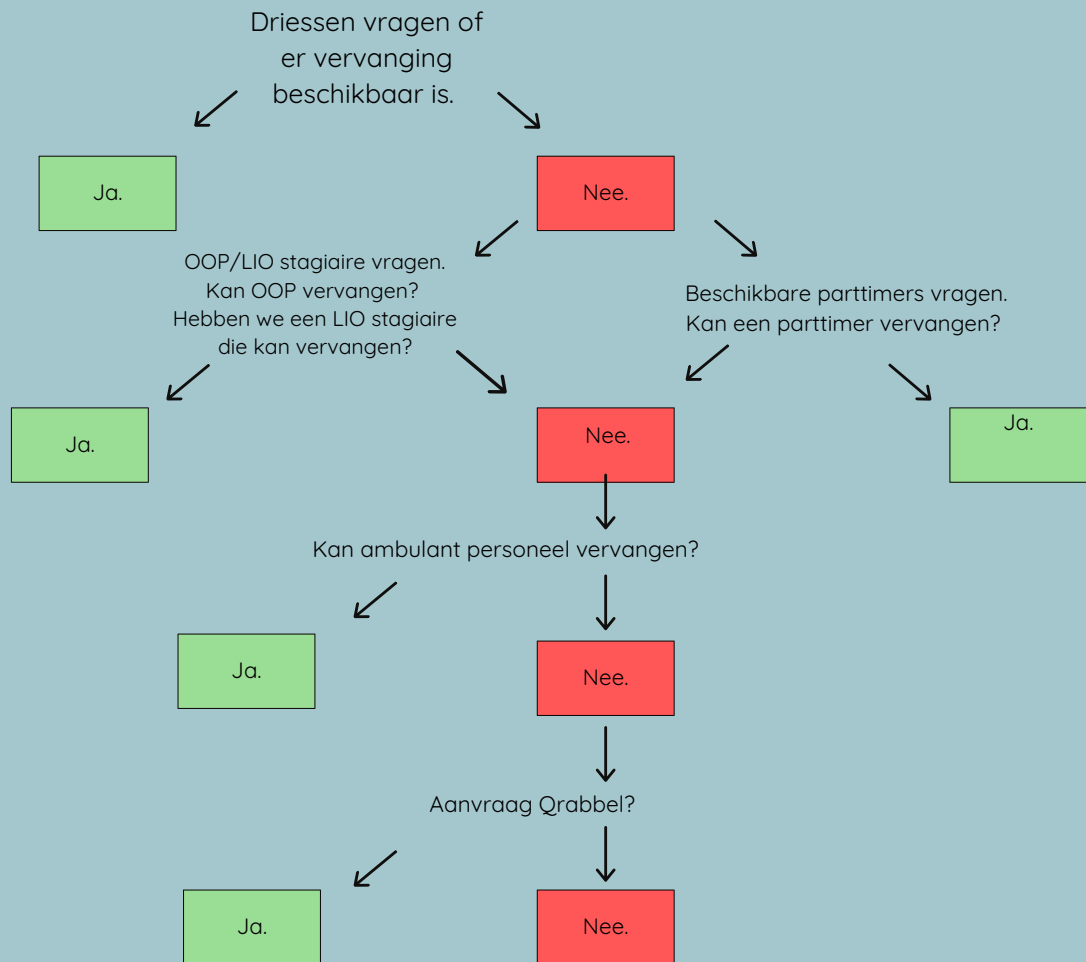 Driessen vragen of
er vervanging
beschikbaar is.
Ja.
Nee.
OOP/LIO stagiaire vragen.
Kan OOP vervangen?
Hebben we een LIO stagiaire
die kan vervangen?
Beschikbare parttimers vragen.
Kan een parttimer vervangen?
Ja.
Nee.
Ja.
Kan ambulant personeel vervangen?
Ja.
Nee.
Aanvraag Qrabbel?
Ja.
Nee.